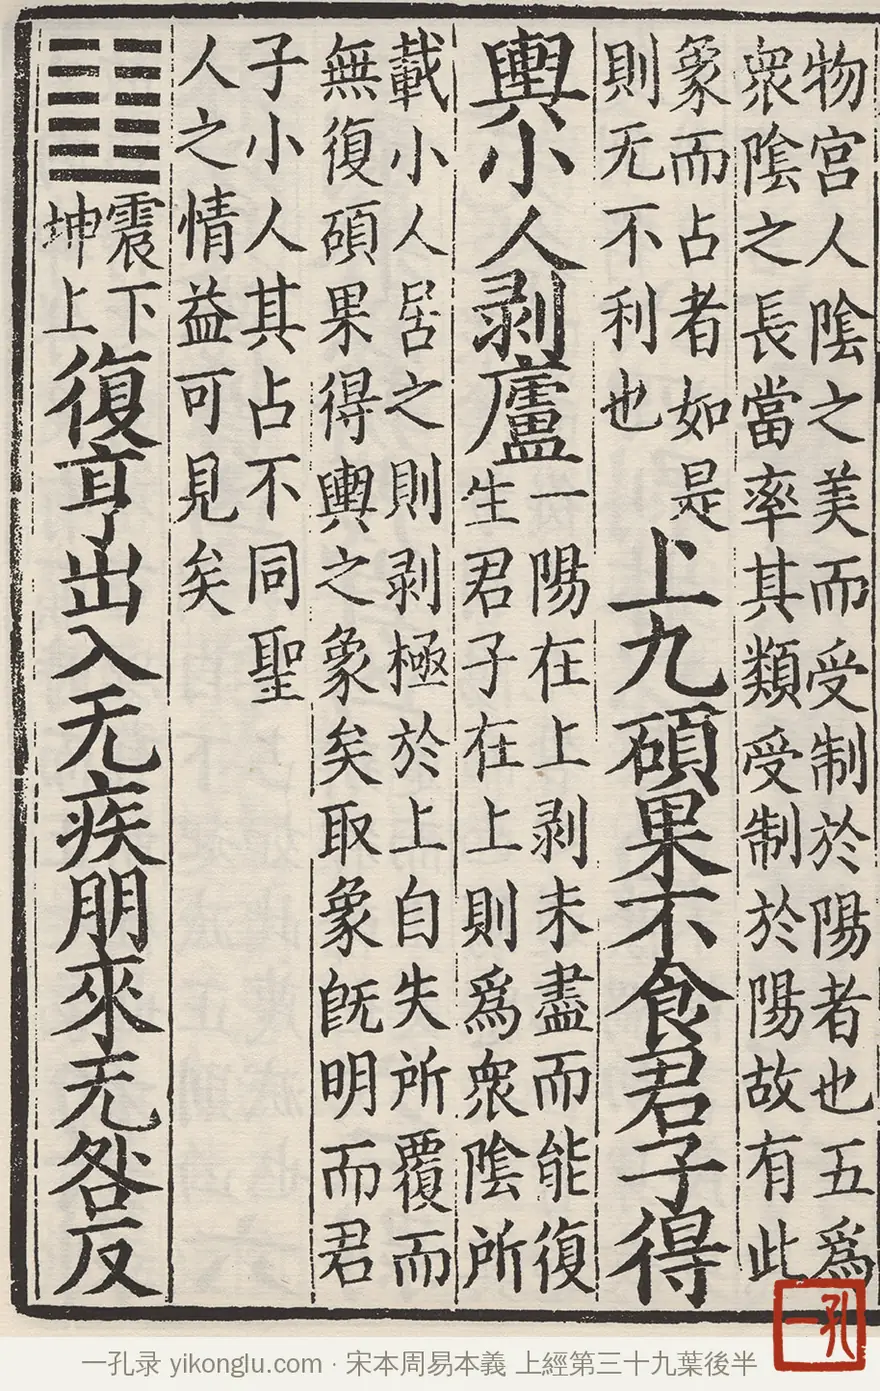 物宮人陰之美而受制於陽者也五爲
衆陰之長當率其類受制於陽故有此
象而占者如是
則无不利也
上九碩果不食君子得
輿小人剥廬
一陽在上剥未盡而能復
生君子在上則爲衆陰所
載小人居之則剥極於上自失所覆而
無復碩果得輿之象矣取象旣明而君
子小人其占不同聖
人之情益可見矣
震下
坤上
復亨出入无疾朋來无咎反
一孔
一孔录 yikonglu.com · 宋本周易本義 上經第三十九葉後半